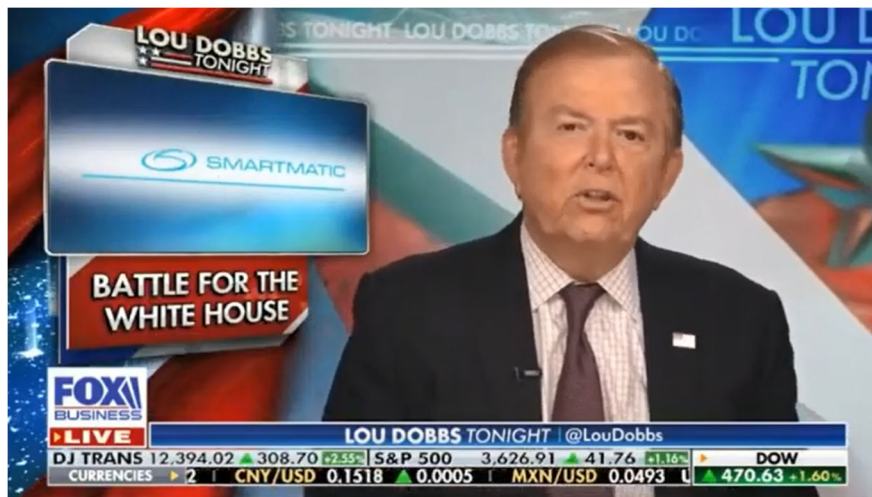 LOU DOBBS
TONIGHT
SMARTMATIC
BATTLE FOR THE
WHITE HOUSE
TONIGHT LOU DOBBS
LOU
FOX
BUSINESS
LIVE
LOU DOBBS TONIGHT | @LouDobbs
DJ TRANS 12,394.02 ▲ 308.70 +2.55% S&P 500 3,626.91 ▲ 41.76 +1.16% DOW
CURRENCIES 2 CNY/USD 0.1518 ▲ 0.0005 MXN/USD 0.0493 ▲ 470.63 +1.60%